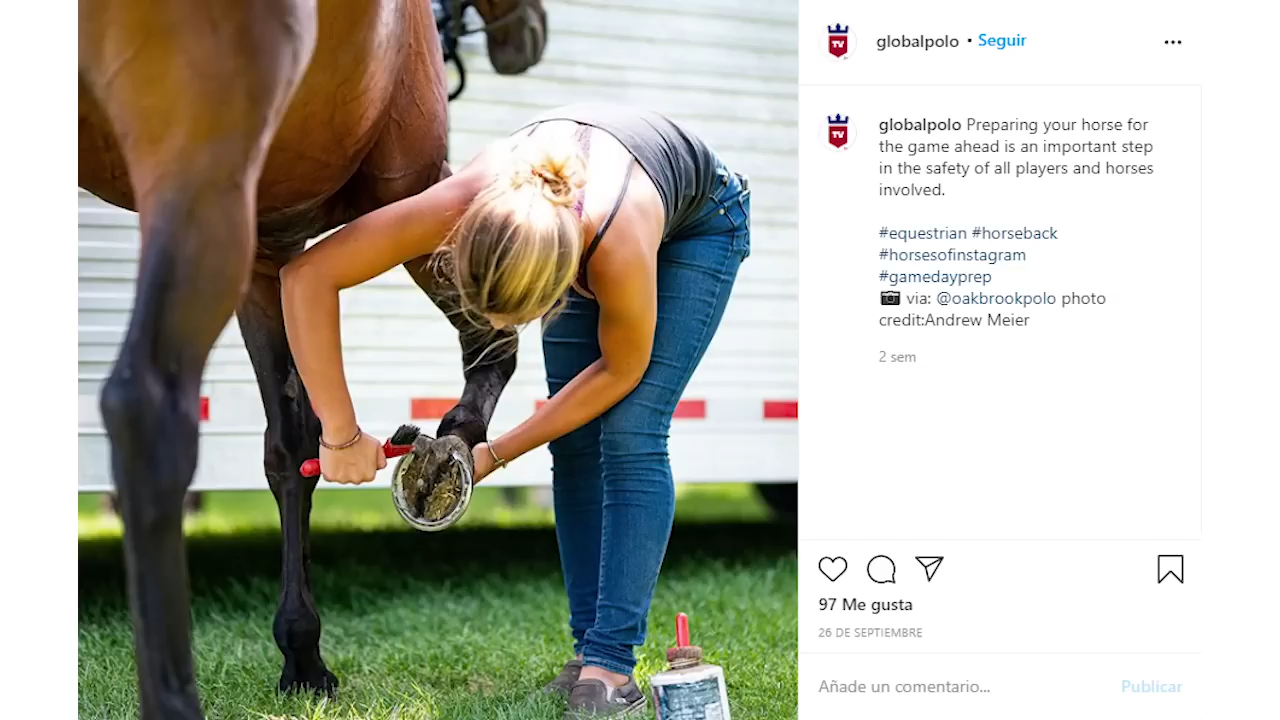 TV
globalpolo • Seguir
TV
globalpolo Preparing your horse for
the game ahead is an important step
in the safety of all players and horses
involved.
#equestrian #horseback
#horsesofinstagram
#gamedayprep
📷 via: @oakbrookpolo photo
credit:Andrew Meier
2 sem
97 Me gusta
26 DE SEPTIEMBRE
Añade un comentario...
Publicar